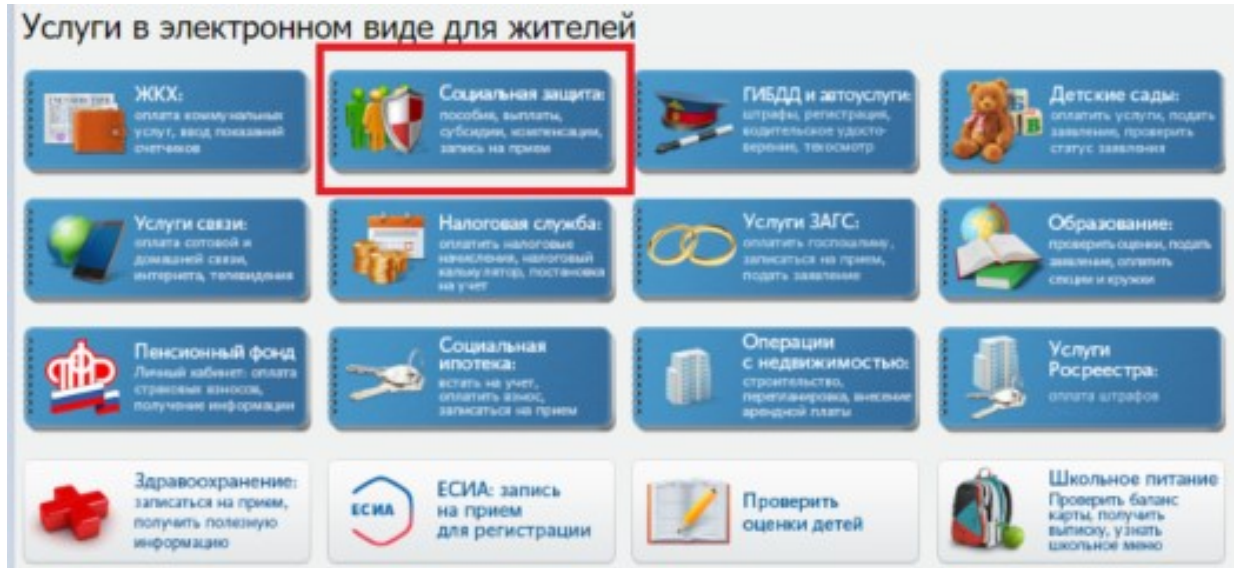 Услуги в электронном виде для жителей
ЖКХ:
оплата коммунальных
услуг, ввод показаний
счетчиков
Социальная защита:
пособия, выплаты,
субсидии, компенсации,
запись на прием
ГИБДД и автоуслуги:
штрафы, регистрация,
водительское удосто-
верение, техосмотр
Детские сады:
оплатить услуги, подать
заявление, проверить
статус заявления
Услуги связи:
оплата сотовой и
домашней связи,
интернета, телевидения
Налоговая служба:
оплатить налоговые
начисления, налоговый
калькулятор, постановка
на учет
Услуги ЗАГС:
оплатить госпошлину,
записаться на прием,
подать заявление
Образование:
проверить оценки, подать
заявление, оплатить
секции и кружки
Пенсионный фонд
Личный кабинет: оплата
страховых взносов,
получение информации
Социальная
ипотека:
встать на учет,
оплатить взнос,
записаться на прием
Операции
с недвижимостью:
строительство,
перепланировка, внесение
арендной платы
Услуги
Росреестра:
оплата штрафов
Здравоохранение:
записаться на прием,
получить полезную
информацию
ЕСИА
ЕСИА: запись
на прием
для регистрации
Проверить
оценки детей
Школьное питание
Проверить баланс
карты, получить
выписку, узнать
школьное меню